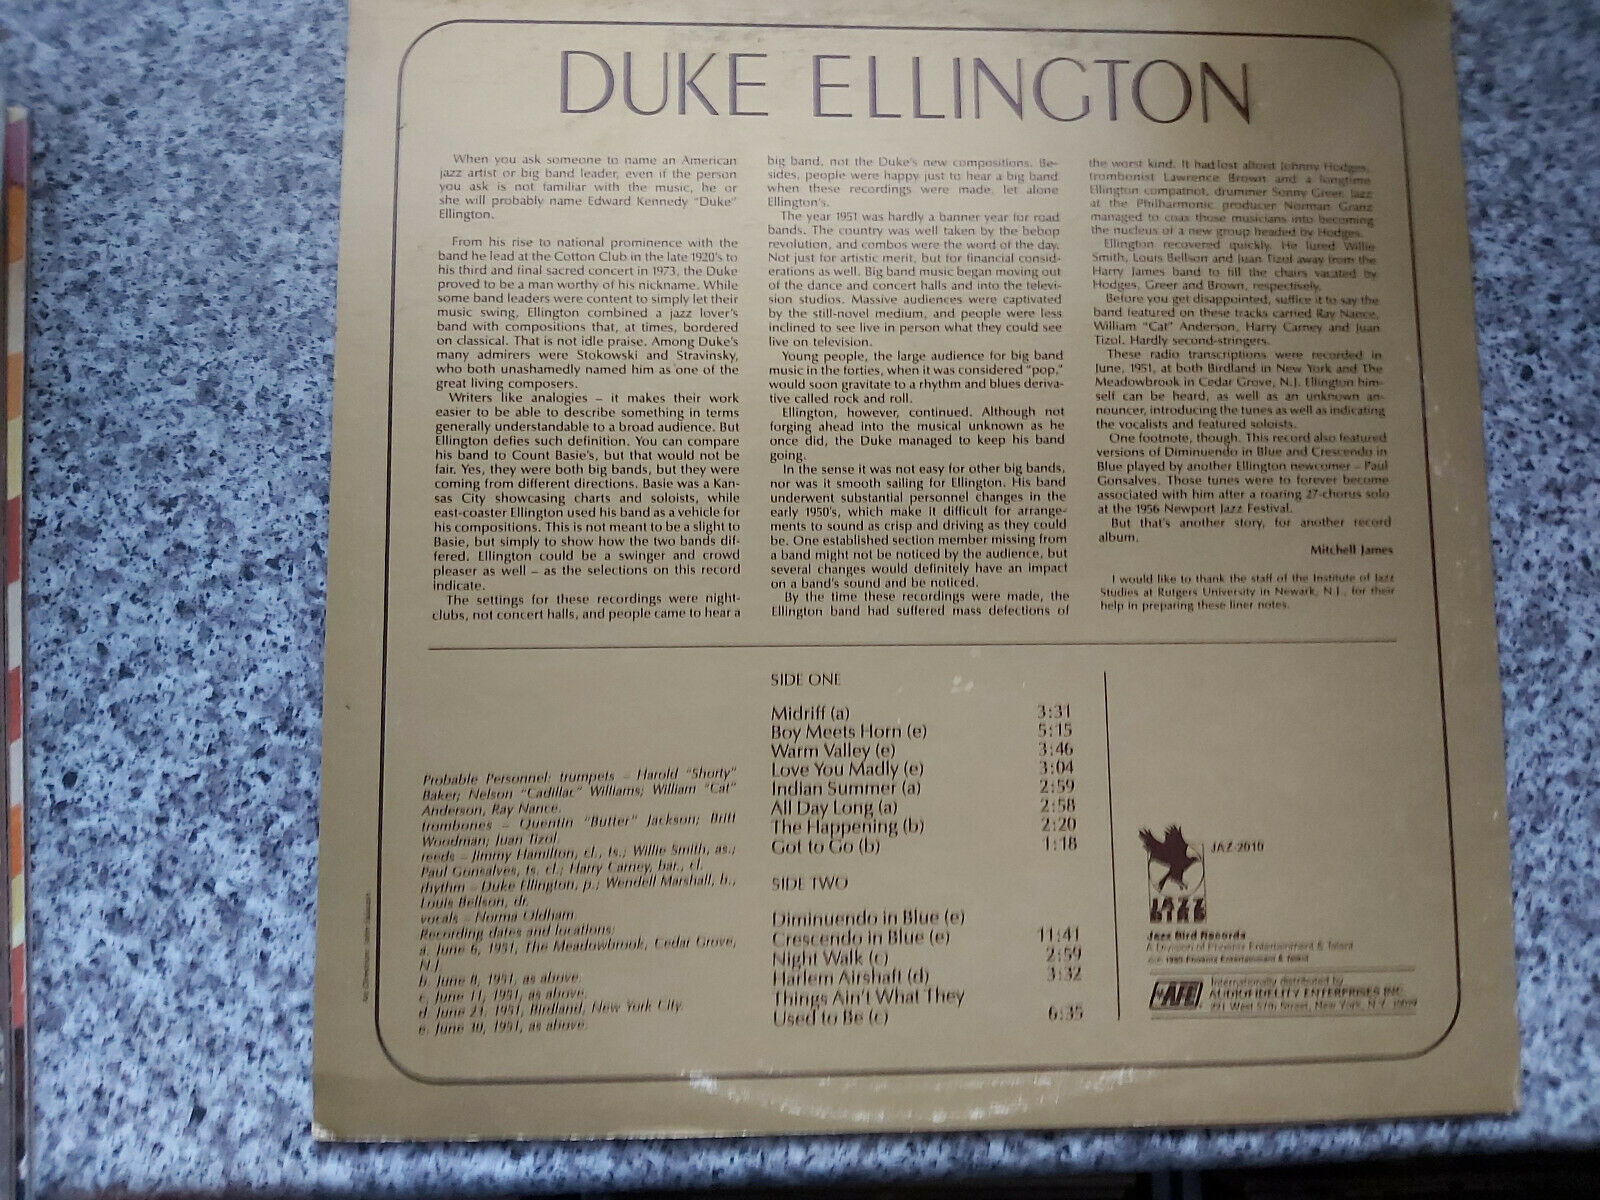 DUKE ELLINGTON
When you ask someone to name an American
jazz artist or big band leader, even if the person
you ask is not familiar with the music, he or
she will probably name Edward Kennedy "Duke"
Ellington.
From his rise to national prominence with the
band he lead at the Cotton Club in the late 1920's to
his third and final sacred concert in 1973, the Duke
proved to be a man worthy of his nickname. While
some band leaders were content to simply let their
music swing, Ellington combined a jazz lover's
band with compositions that, at times, bordered
on classical. That is not idle praise. Among Duke's
many admirers were Stokowski and Stravinsky,
who both unashamedly named him as one of the
great living composers.
Writers like analogies – it makes their work
easier to be able to describe something in terms
generally understandable to a broad audience. But
Ellington defies such definition. You can compare
his band to Count Basie's, but that would not be
fair. Yes, they were both big bands, but they were
coming from different directions. Basie was a Kan-
sas City showcasing charts and soloists, while
east-coaster Ellington used his band as a vehicle for
his compositions. This is not meant to be a slight to
Basie, but simply to show how the two bands dif-
fered. Ellington could be a swinger and crowd
pleaser as well – as the selections on this record
indicate.
The settings for these recordings were night-
clubs, not concert halls, and people came to hear a
big band, not the Duke's new compositions. Be-
sides, people were happy just to hear a big band
when these recordings were made, let alone
Ellington's.
The year 1951 was hardly a banner year for road
bands. The country was well taken by the bebop
revolution, and combos were the word of the day.
Not just for artistic merit, but for financial consid-
erations as well. Big band music began moving out
of the dance and concert halls and into the televi-
sion studios. Massive audiences were captivated
by the still-novel medium, and people were less
inclined to see live in person what they could see
live on television.
Young people, the large audience for big band
music in the forties, when it was considered "pop,"
would soon gravitate to a rhythm and blues deriva-
tive called rock and roll.
Ellington, however, continued. Although not
forging ahead into the musical unknown as he
once did, the Duke managed to keep his band
going.
In the sense it was not easy for other big bands,
nor was it smooth sailing for Ellington. His band
underwent substantial personnel changes in the
early 1950's, which make it difficult for arrange-
ments to sound as crisp and driving as they could
be. One established section member missing from
a band might not be noticed by the audience, but
several changes would definitely have an impact
on a band's sound and be noticed.
By the time these recordings were made, the
Ellington band had suffered mass defections of
the worst kind. It had lost altoist Johnny Hodges,
trombonist Lawrence Brown and a longtime
Ellington compatriot, drummer Sonny Greer. Jazz
at the Philharmonic producer Norman Granz
managed to coax those musicians into becoming
the nucleus of a new group headed by Hodges.
Ellington recovered quickly. He lured Willie
Smith, Louis Bellson and Juan Tizol away from the
Harry James band to fill the chairs vacated by
Hodges, Greer and Brown, respectively.
Before you get disappointed, suffice it to say the
band featured on these tracks carried Ray Nance,
William "Cat" Anderson, Harry Carney and Juan
Tizol. Hardly second-stringers.
These radio transcriptions were recorded in
June, 1951, at both Birdland in New York and The
Meadowbrook in Cedar Grove, N.J. Ellington him-
self can be heard, as well as an unknown an-
nouncer, introducing the tunes as well as indicating
the vocalists and featured soloists.
One footnote, though. This record also featured
versions of Diminuendo in Blue and Crescendo in
Blue played by another Ellington newcomer – Paul
Gonsalves. Those tunes were to forever become
associated with him after a roaring 27-chorus solo
at the 1956 Newport Jazz Festival.
But that's another story, for another record
album.
Mitchell James
I would like to thank the staff of the Institute of Jazz
Studies at Rutgers University in Newark, N.J., for their
help in preparing these liner notes.
Probable Personnel: trumpets – Harold "Shorty"
Baker; Nelson "Cadillac" Williams; William "Cat"
Anderson, Ray Nance.
trombones – Quentin "Butter" Jackson; Britt
Woodman; Juan Tizol
reeds – Jimmy Hamilton, cl., ts.; Willie Smith, as.;
Paul Gonsalves, ts. cl.; Harry Carney, bar., cl.
rhythm – Duke Ellington, p.; Wendell Marshall, b.,
Louis Bellson, dr.
vocals – Norma Oldham
Recording dates and locations:
a. June 6, 1951, The Meadowbrook, Cedar Grove,
N.J.
b. June 8, 1951, as above.
c. June 11, 1951, as above.
d. June 23, 1951, Birdland, New York City.
e. June 30, 1951, as above.
SIDE ONE
Midriff (a) 3:31
Boy Meets Horn (e) 5:15
Warm Valley (e) 3:46
Love You Madly (e) 3:04
Indian Summer (a) 2:59
All Day Long (a) 2:58
The Happening (b) 2:20
Got to Go (b) 1:18
SIDE TWO
Diminuendo in Blue (e)
Crescendo in Blue (e) 11:41
Night Walk (c) 2:59
Harlem Airshaft (d) 3:32
Things Ain't What They
Used to Be (c) 6:35
JAZ-2010
JAZZ
BIRD
Jazz Bird Records
A Division of Phoenix Entertainment & Talent
1980 Phoenix Entertainment & Talent
AFE
Internationally distributed by
AUDIOFIDELITY ENTERPRISES INC.
221 West 57th Street, New York, N.Y. 10019